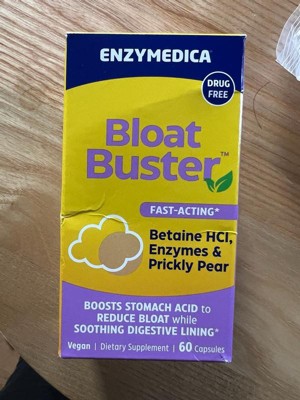 ENZYMEDICA®
DRUG
FREE
Bloat
Buster™
FAST-ACTING*
Betaine HCl,
Enzymes &
Prickly Pear
BOOSTS STOMACH ACID to
REDUCE BLOAT while
SOOTHING DIGESTIVE LINING*
Vegan | Dietary Supplement | 60 Capsules